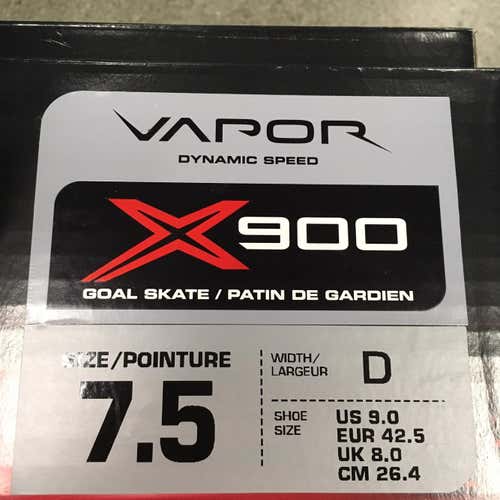 VAPOR
DYNAMIC SPEED
X900
GOAL SKATE / PATIN DE GARDIEN
SIZE/POINTURE
7.5
WIDTH/
LARGEUR
D
SHOE
SIZE
US 9.0
EUR 42.5
UK 8.0
CM 26.4